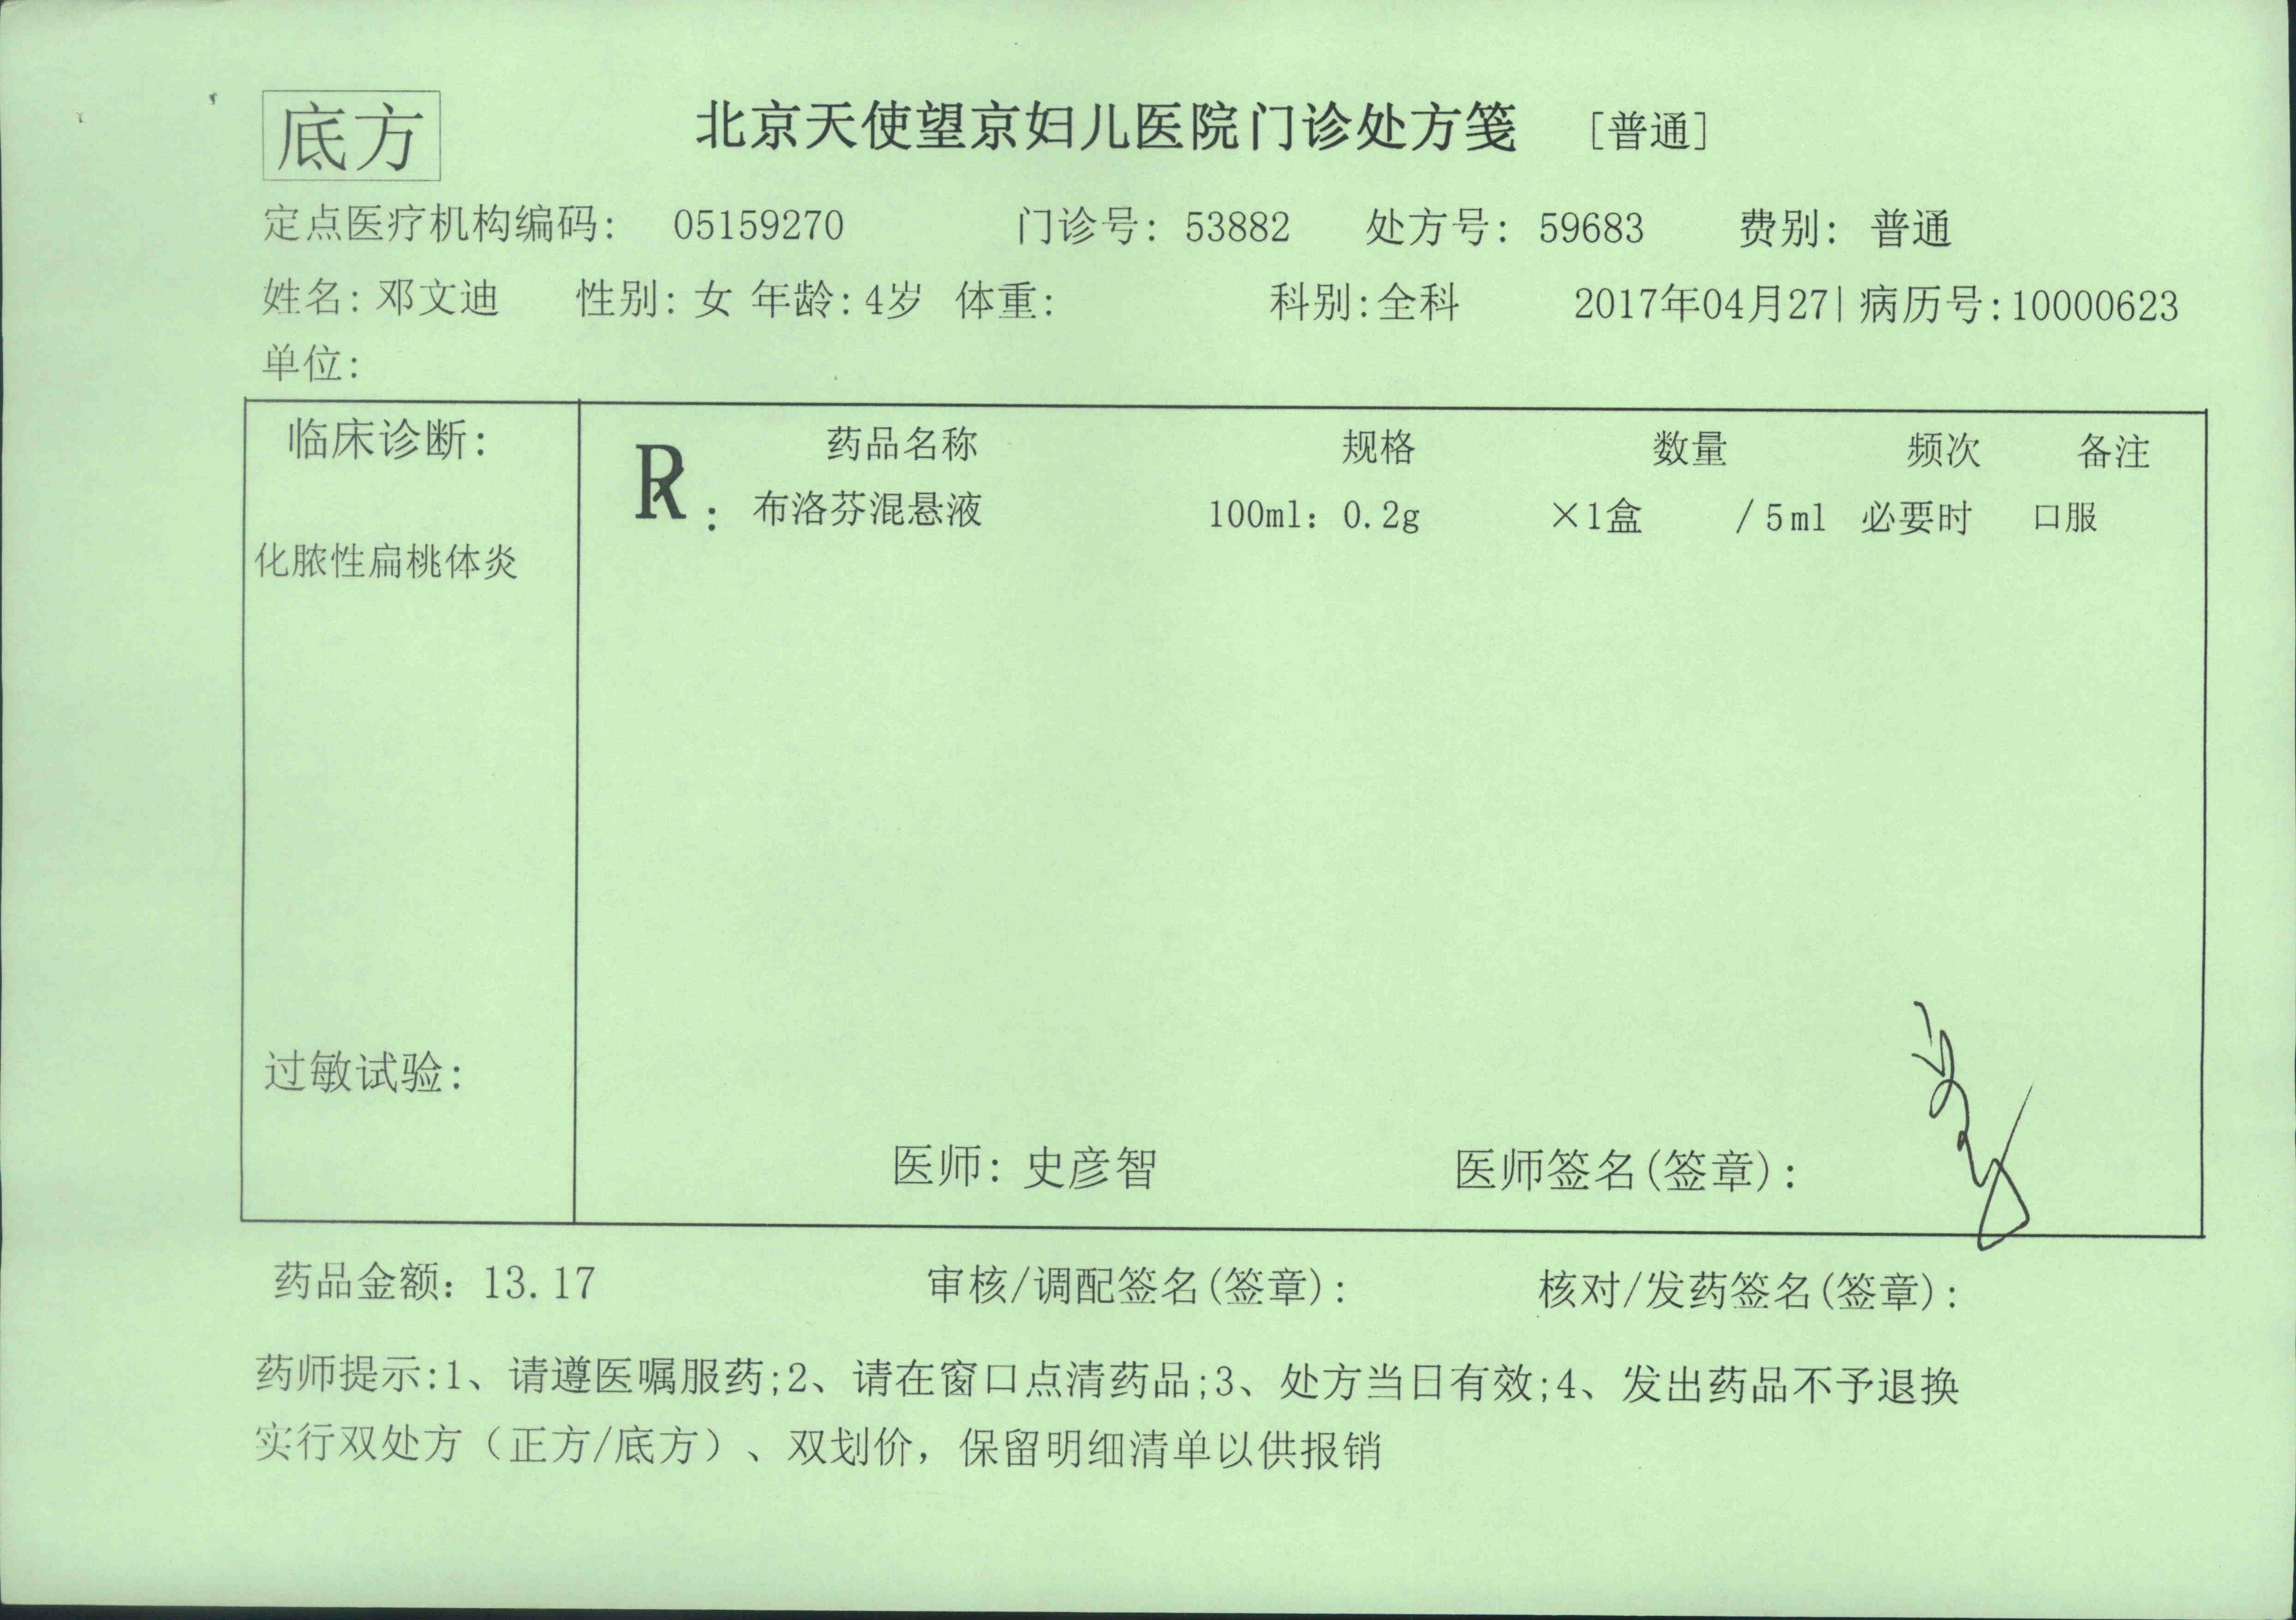 底方
北京天使望京妇儿医院门诊处方笺 [普通]
定点医疗机构编码: 05159270 门诊号: 53882 处方号: 59683 费别: 普通
姓名: 邓文迪 性别: 女 年龄: 4岁 体重: 科别:全科 2017年04月27| 病历号:10000623
单位:
临床诊断:
R: 药品名称 规格 数量 频次 备注
布洛芬混悬液 100ml: 0.2g ×1盒 /5ml 必要时 口服
化脓性扁桃体炎
过敏试验:
医师: 史彦智 医师签名(签章):
药品金额: 13.17 审核/调配签名(签章): 核对/发药签名(签章):
药师提示:1、请遵医嘱服药;2、请在窗口点清药品;3、处方当日有效;4、发出药品不予退换
实行双处方（正方/底方）、双划价，保留明细清单以供报销